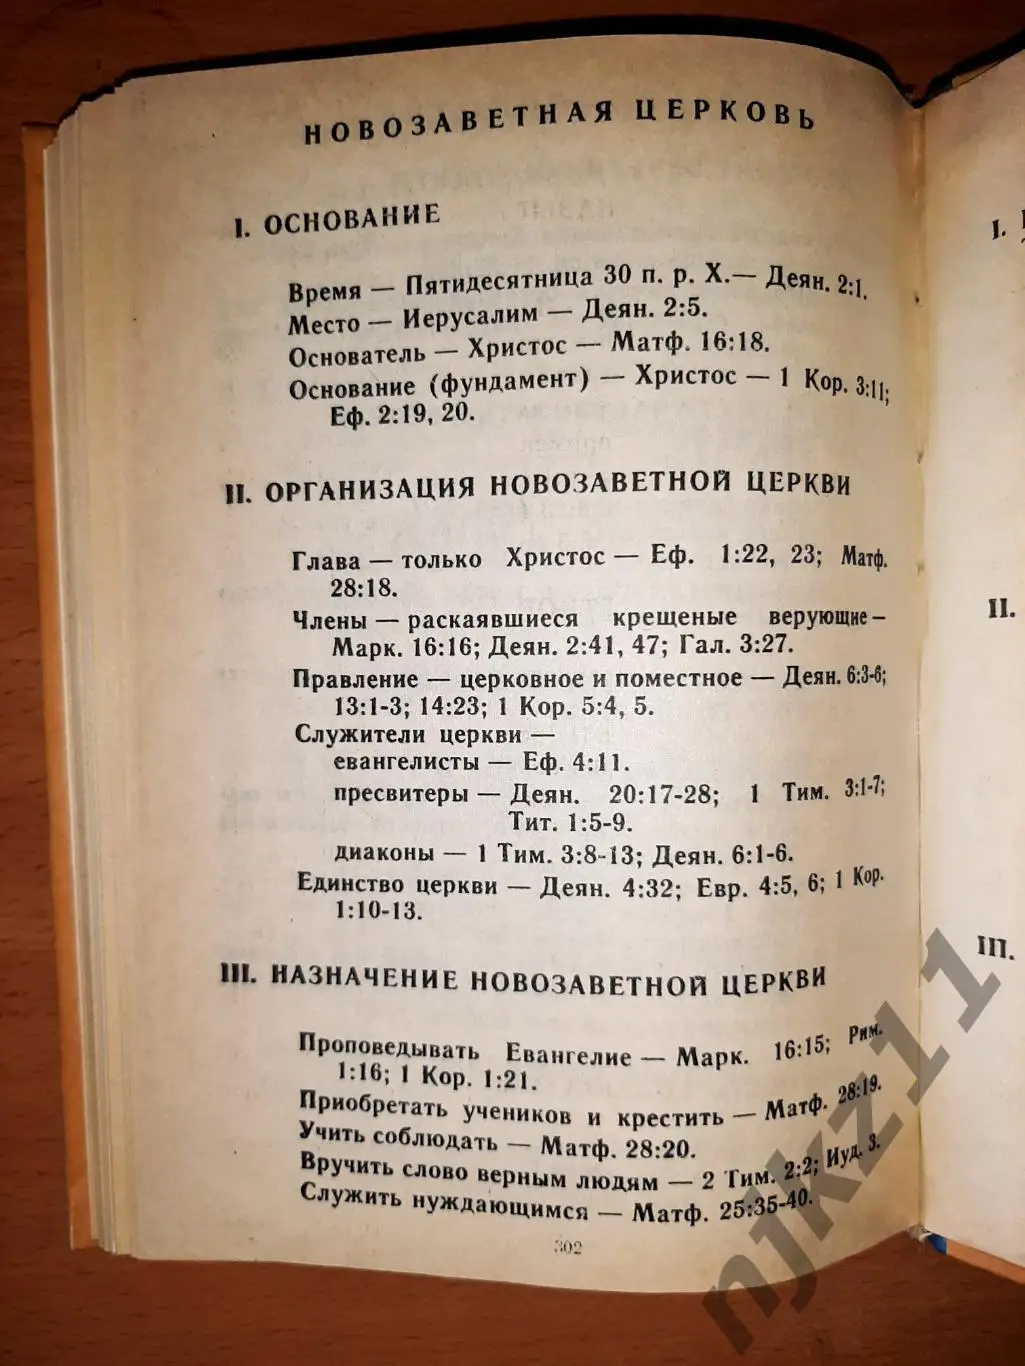 НОВОЗАВЕТНАЯ ЦЕРКОВЬ
I. ОСНОВАНИЕ
Время — Пятидесятница 30 п. р. Х.— Деян. 2:1.
Место — Иерусалим — Деян. 2:5.
Основатель — Христос — Матф. 16:18.
Основание (фундамент) — Христос — 1 Кор. 3:11;
Еф. 2:19, 20.
II. ОРГАНИЗАЦИЯ НОВОЗАВЕТНОЙ ЦЕРКВИ
Глава — только Христос — Еф. 1:22, 23; Матф.
28:18.
Члены — раскаявшиеся крещеные верующие —
Марк. 16:16; Деян. 2:41, 47; Гал. 3:27.
Правление — церковное и поместное — Деян. 6:3-6;
13:1-3; 14:23; 1 Кор. 5:4, 5.
Служители церкви —
евангелисты — Еф. 4:11.
пресвитеры — Деян. 20:17-28; 1 Тим. 3:1-7;
Тит. 1:5-9.
диаконы — 1 Тим. 3:8-13; Деян. 6:1-6.
Единство церкви — Деян. 4:32; Евр. 4:5, 6; 1 Кор.
1:10-13.
III. НАЗНАЧЕНИЕ НОВОЗАВЕТНОЙ ЦЕРКВИ
Проповедывать Евангелие — Марк. 16:15; Рим.
1:16; 1 Кор. 1:21.
Приобретать учеников и крестить — Матф. 28:19.
Учить соблюдать — Матф. 28:20.
Вручить слово верным людям — 2 Тим. 2:2; Иуд. 3.
Служить нуждающимся — Матф. 25:35-40.
302
I.
II.
III.
njkz11